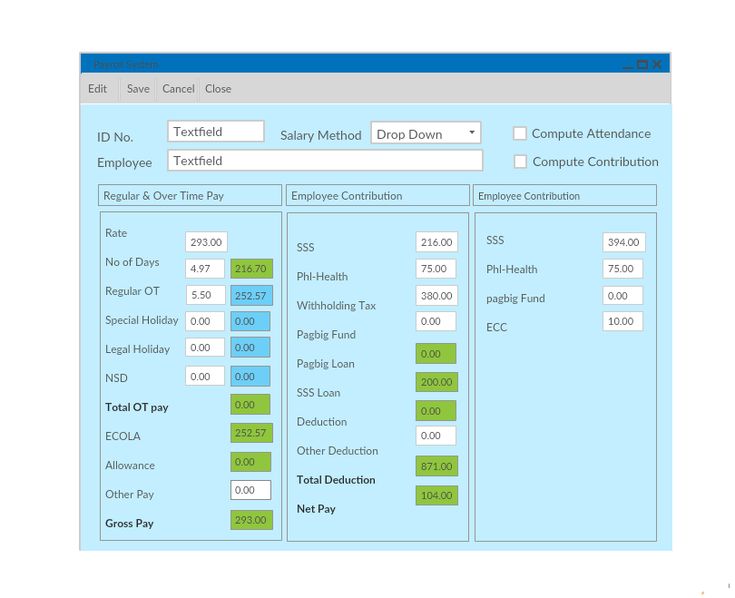 Payroll System
Edit Save Cancel Close
ID No. Textfield Salary Method Drop Down Compute Attendance
Employee Textfield Compute Contribution
Regular & Over Time Pay Employee Contribution Employee Contribution
Rate 293.00
No of Days 4.97 216.70
Regular OT 5.50 252.57
Special Holiday 0.00 0.00
Legal Holiday 0.00 0.00
NSD 0.00 0.00
Total OT pay 0.00
ECOLA 252.57
Allowance 0.00
Other Pay 0.00
Gross Pay 293.00
SSS 216.00
Phl-Health 75.00
Withholding Tax 380.00
Pagbig Fund 0.00
Pagbig Loan 0.00
SSS Loan 200.00
Deduction 0.00
Other Deduction 0.00
Total Deduction 871.00
Net Pay 104.00
SSS 394.00
Phl-Health 75.00
pagbig Fund 0.00
ECC 10.00